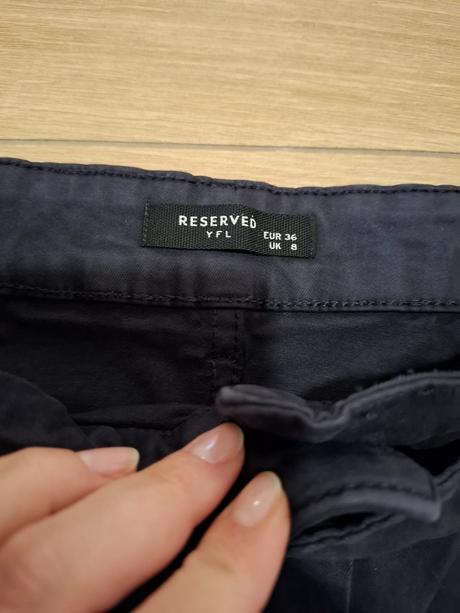 RESERVED
YFL
EUR 36
UK 8